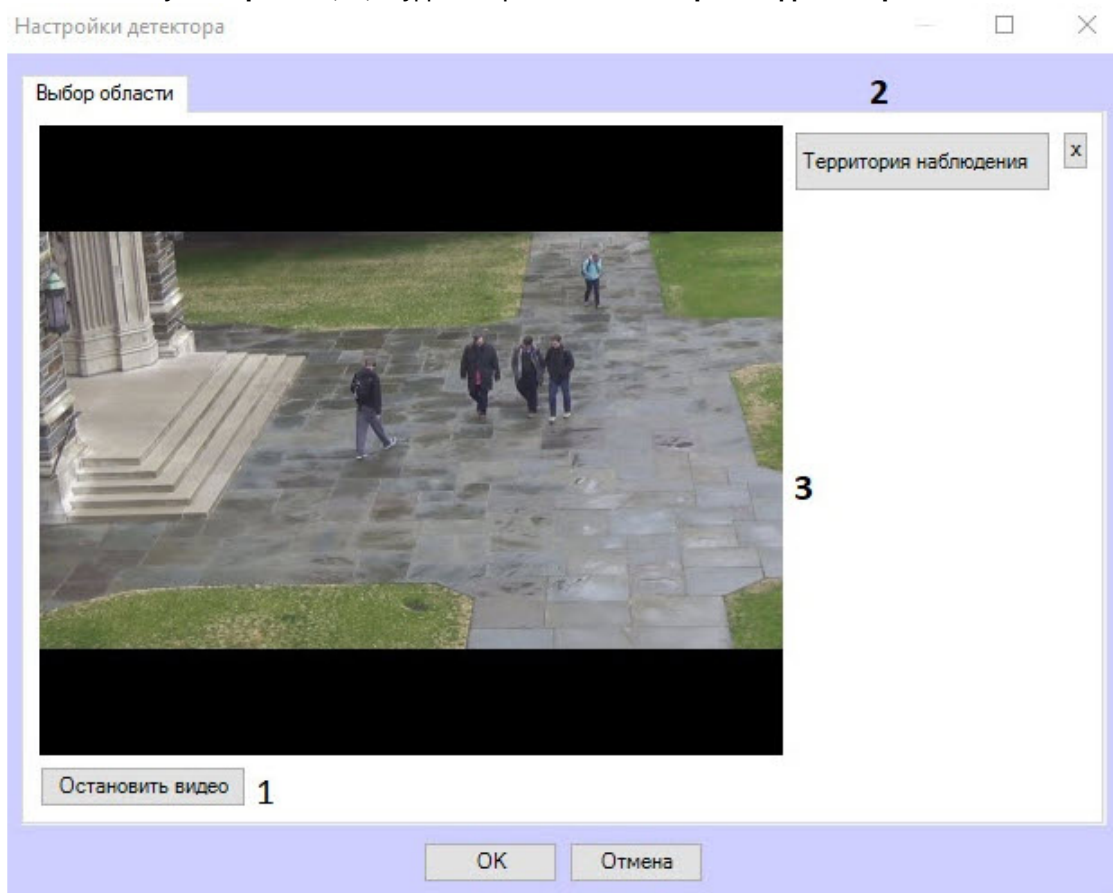 Настройки детектора
Выбор области
2
Территория наблюдения
x
3
Остановить видео
1
OK
Отмена